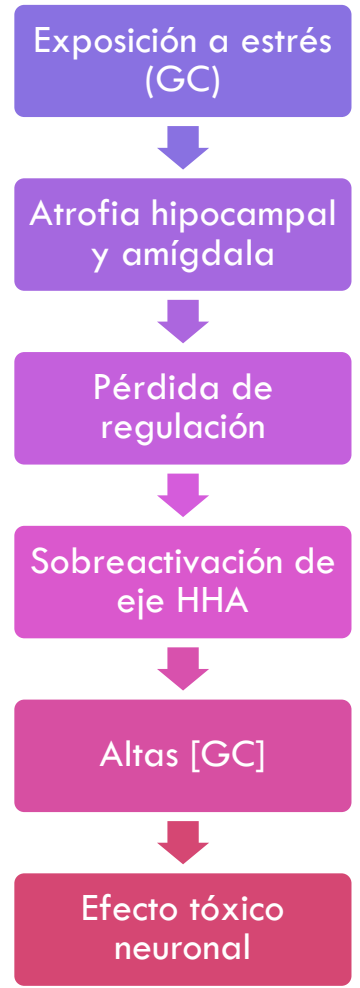 Exposición a estrés
(GC)
Atrofia hipocampal
y amígdala
Pérdida de
regulación
Sobreactivación de
eje HHA
Altas [GC]
Efecto tóxico
neuronal